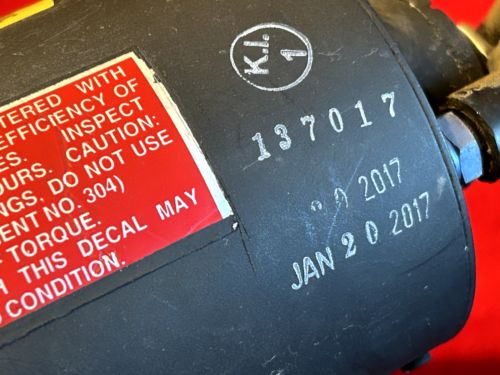 TERED WITH
EFFICIENCY OF
ES. INSPECT
OURS. CAUTION:
NGS. DO NOT USE
ENT NO. 304)
TORQUE.
THIS DECAL MAY
CONDITION.
K.I.
1
137017
2017
JAN 20 2017